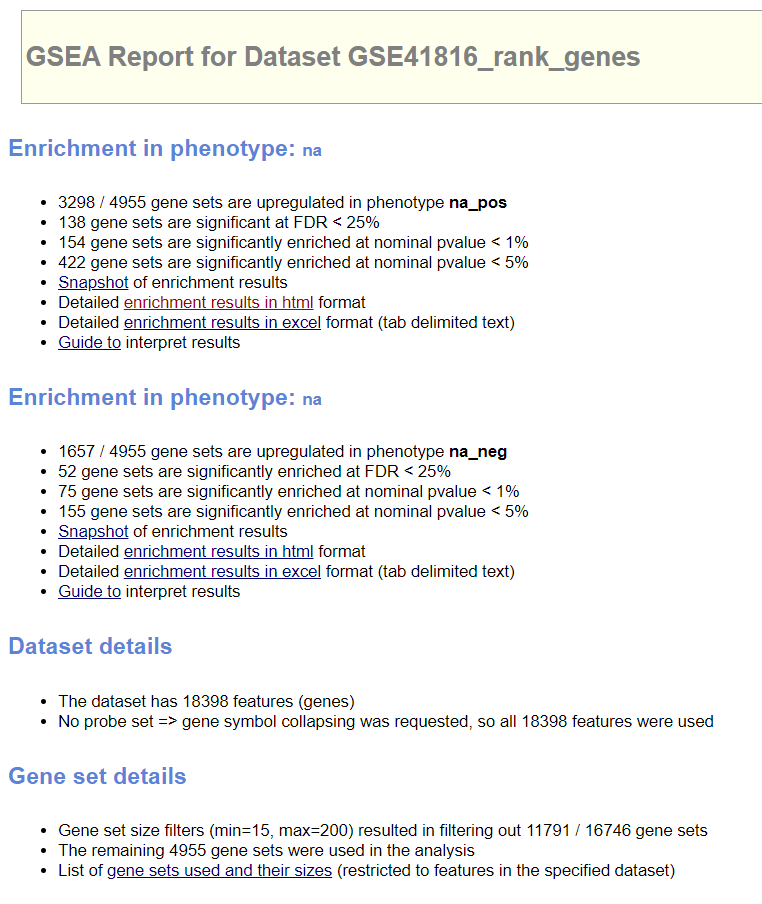 GSEA Report for Dataset GSE41816_rank_genes
Enrichment in phenotype: na
• 3298 / 4955 gene sets are upregulated in phenotype na_pos
• 138 gene sets are significant at FDR < 25%
• 154 gene sets are significantly enriched at nominal pvalue < 1%
• 422 gene sets are significantly enriched at nominal pvalue < 5%
• Snapshot of enrichment results
• Detailed enrichment results in html format
• Detailed enrichment results in excel format (tab delimited text)
• Guide to interpret results
Enrichment in phenotype: na
• 1657 / 4955 gene sets are upregulated in phenotype na_neg
• 52 gene sets are significantly enriched at FDR < 25%
• 75 gene sets are significantly enriched at nominal pvalue < 1%
• 155 gene sets are significantly enriched at nominal pvalue < 5%
• Snapshot of enrichment results
• Detailed enrichment results in html format
• Detailed enrichment results in excel format (tab delimited text)
• Guide to interpret results
Dataset details
• The dataset has 18398 features (genes)
• No probe set => gene symbol collapsing was requested, so all 18398 features were used
Gene set details
• Gene set size filters (min=15, max=200) resulted in filtering out 11791 / 16746 gene sets
• The remaining 4955 gene sets were used in the analysis
• List of gene sets used and their sizes (restricted to features in the specified dataset)